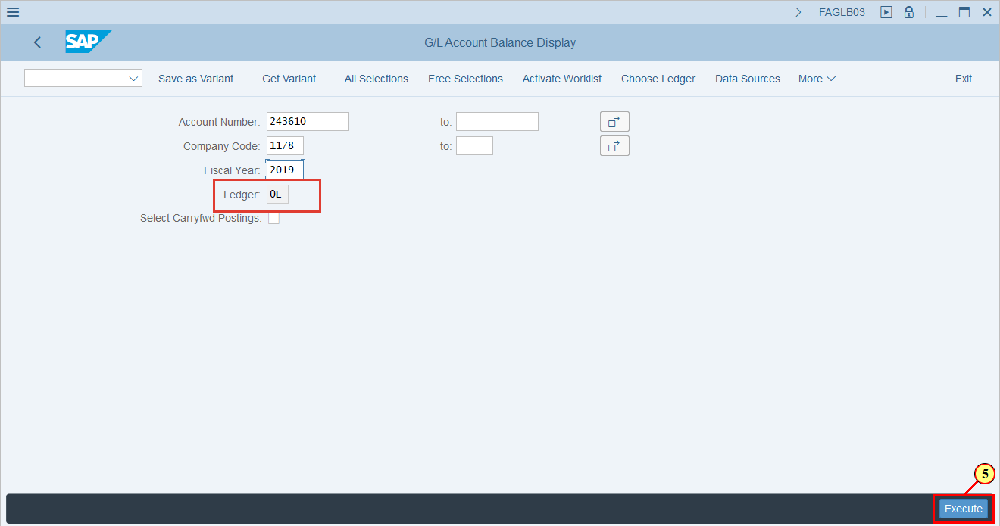 FAGLB03
SAP
G/L Account Balance Display
Save as Variant... Get Variant... All Selections Free Selections Activate Worklist Choose Ledger Data Sources More Exit
Account Number: 243610 to:
Company Code: 1178 to:
Fiscal Year: 2019
Ledger: 0L
Select Carryfwd Postings:
5
Execute